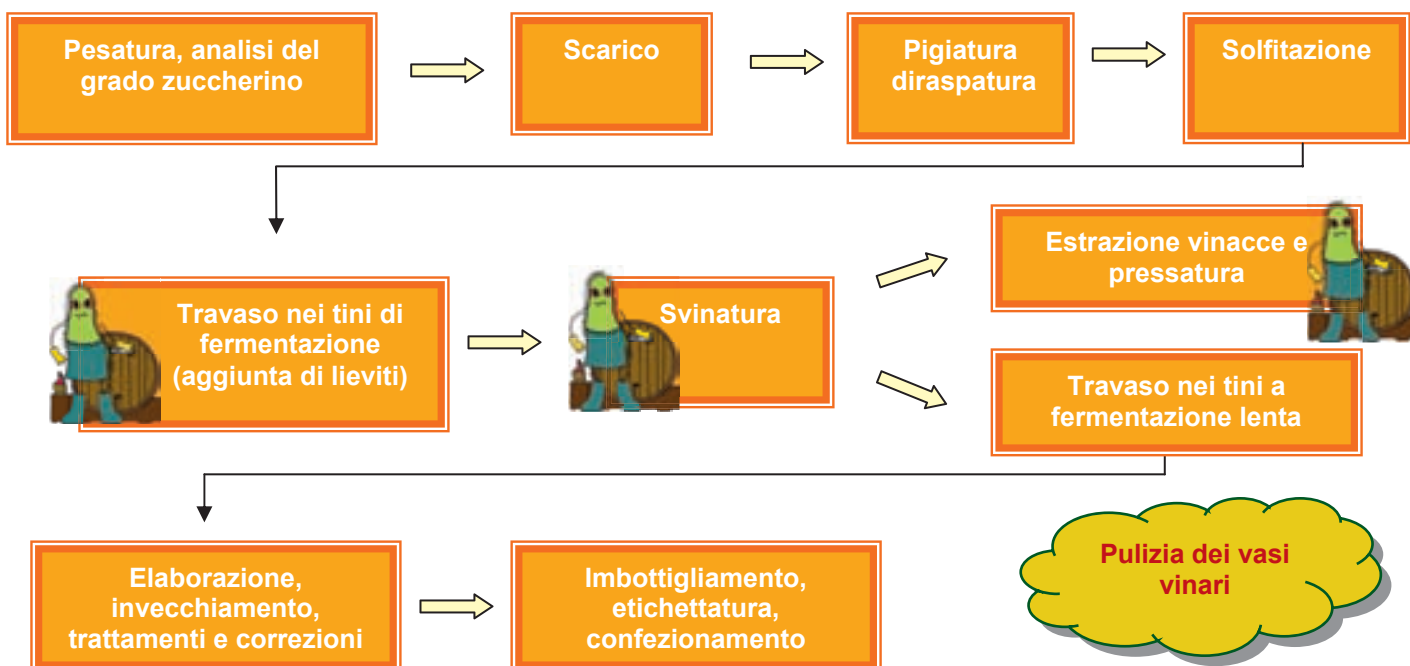 Pesatura, analisi del
grado zuccherino
Scarico
Pigiatura
diraspatura
Solfitazione
Travaso nei tini di
fermentazione
(aggiunta di lieviti)
Svinatura
Estrazione vinacce e
pressatura
Travaso nei tini a
fermentazione lenta
Elaborazione,
invecchiamento,
trattamenti e correzioni
Imbottigliamento,
etichettatura,
confezionamento
Pulizia dei vasi
vinari